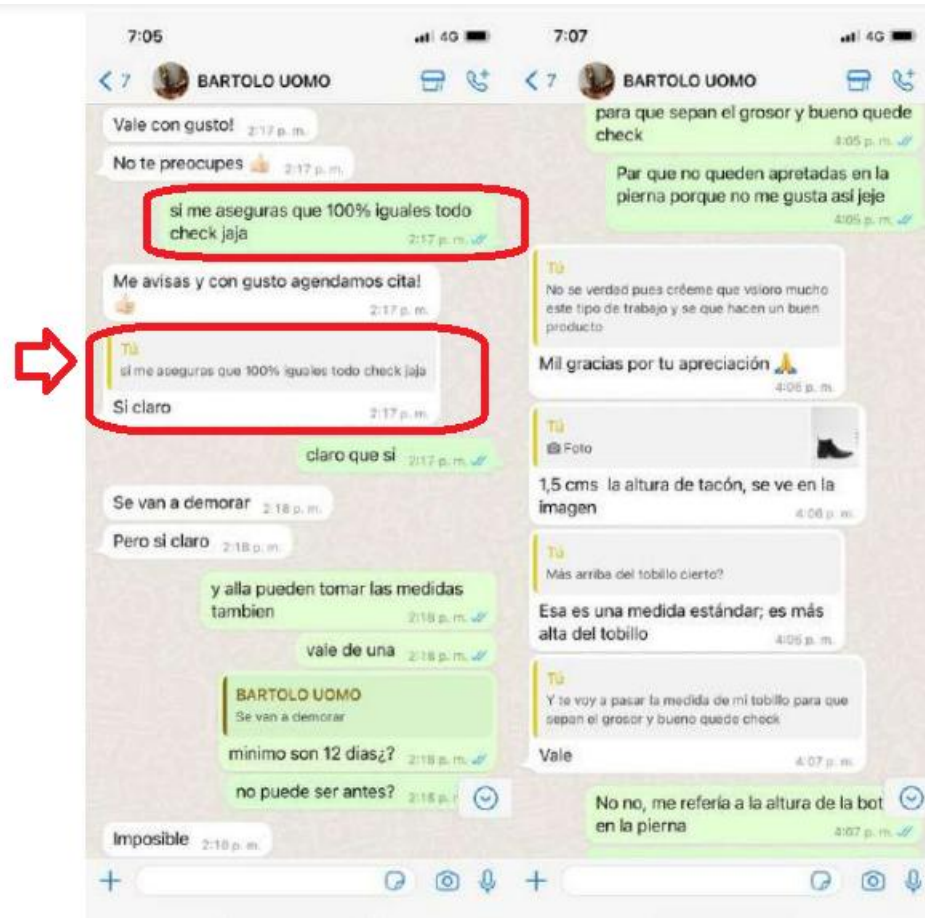 7:05
4G
7
BARTOLO UOMO
Vale con gusto! 2:17 p. m.
No te preocupes 👍🏻 2:17 p. m.
si me aseguras que 100% iguales todo
check jaja 2:17 p. m.
Me avisas y con gusto agendamos cita!
👍🏻 2:17 p. m.
Tú
si me aseguras que 100% iguales todo check jaja
Si claro 2:17 p. m.
claro que si 2:17 p. m.
Se van a demorar 2:18 p. m.
Pero si claro 2:18 p. m.
y alla pueden tomar las medidas
tambien 2:18 p. m.
vale de una 2:18 p. m.
BARTOLO UOMO
Se van a demorar
minimo son 12 dias¿? 2:18 p. m.
no puede ser antes? 2:18 p.
Imposible 2:18 p. m.
7:07
4G
7
BARTOLO UOMO
para que sepan el grosor y bueno quede
check 4:05 p. m.
Par que no queden apretadas en la
pierna porque no me gusta asi jeje
4:05 p. m.
Tú
No se verdad pues créeme que valoro mucho
este tipo de trabajo y se que hacen un buen
producto
Mil gracias por tu apreciación 🙏
4:06 p. m.
Tú
Foto
1,5 cms la altura de tacón, se ve en la
imagen 4:06 p. m.
Tú
Más arriba del tobillo cierto?
Esa es una medida estándar; es más
alta del tobillo 4:06 p. m.
Tú
Y te voy a pasar la medida de mi tobillo para que
sepan el grosor y bueno quede check
Vale 4:07 p. m.
No no, me refería a la altura de la bot
en la pierna 4:07 p. m.